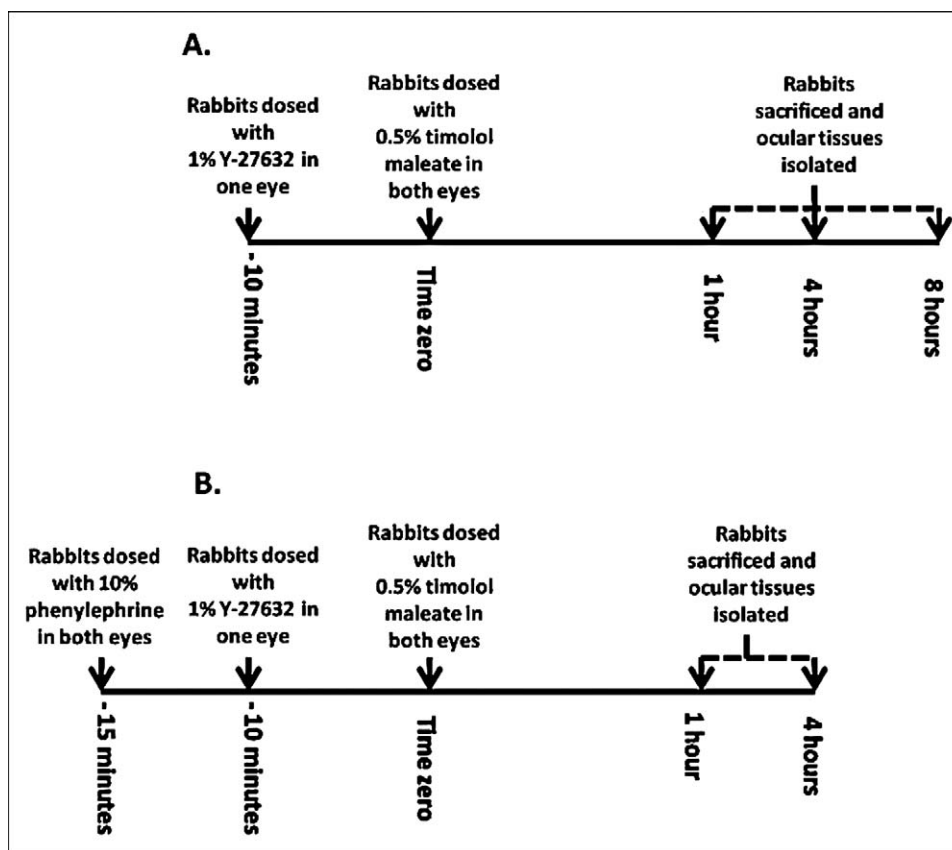 A.
Rabbits dosed
with
1% Y-27632 in
one eye
Rabbits dosed
with
0.5% timolol
maleate in
both eyes
Rabbits
sacrificed and
ocular tissues
isolated
- 10 minutes
Time zero
1 hour
4 hours
8 hours
B.
Rabbits dosed
with 10%
phenylephrine
in both eyes
Rabbits dosed
with
1% Y-27632 in
one eye
Rabbits dosed
with
0.5% timolol
maleate in
both eyes
Rabbits
sacrificed and
ocular tissues
isolated
- 15 minutes
- 10 minutes
Time zero
1 hour
4 hours